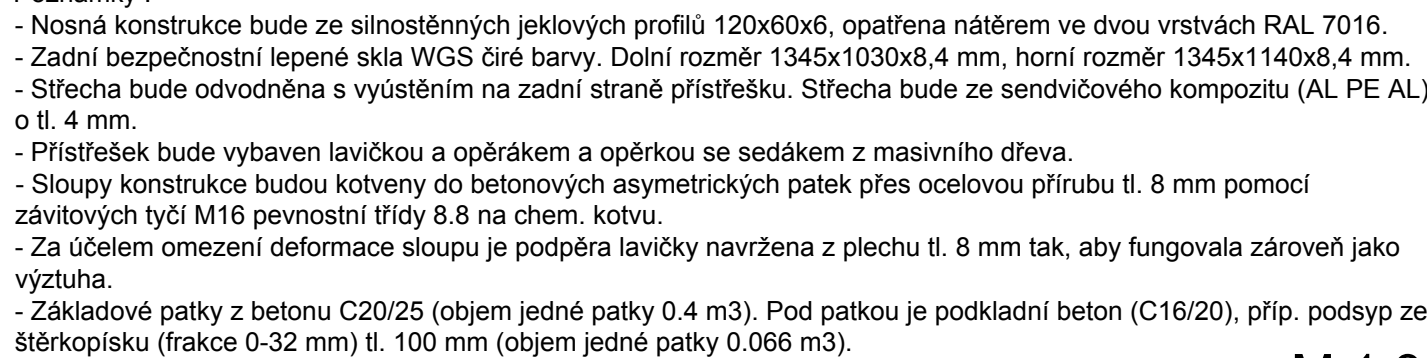 Poznámky :
- Nosná konstrukce bude ze silnostěnných jeklových profilů 120x60x6, opatřena nátěrem ve dvou vrstvách RAL 7016.
- Zadní bezpečnostní lepené skla WGS čiré barvy. Dolní rozměr 1345x1030x8,4 mm, horní rozměr 1345x1140x8,4 mm.
- Střecha bude odvodněna s vyústěním na zadní straně přístřešku. Střecha bude ze sendvičového kompozitu (AL PE AL)
o tl. 4 mm.
- Přístřešek bude vybaven lavičkou a opěrákem a opěrkou se sedákem z masivního dřeva.
- Sloupy konstrukce budou kotveny do betonových asymetrických patek přes ocelovou přírubu tl. 8 mm pomocí
závitových tyčí M16 pevnostní třídy 8.8 na chem. kotvu.
- Za účelem omezení deformace sloupu je podpěra lavičky navržena z plechu tl. 8 mm tak, aby fungovala zároveň jako
výztuha.
- Základové patky z betonu C20/25 (objem jedné patky 0.4 m3). Pod patkou je podkladní beton (C16/20), příp. podsyp ze
štěrkopísku (frakce 0-32 mm) tl. 100 mm (objem jedné patky 0.066 m3).